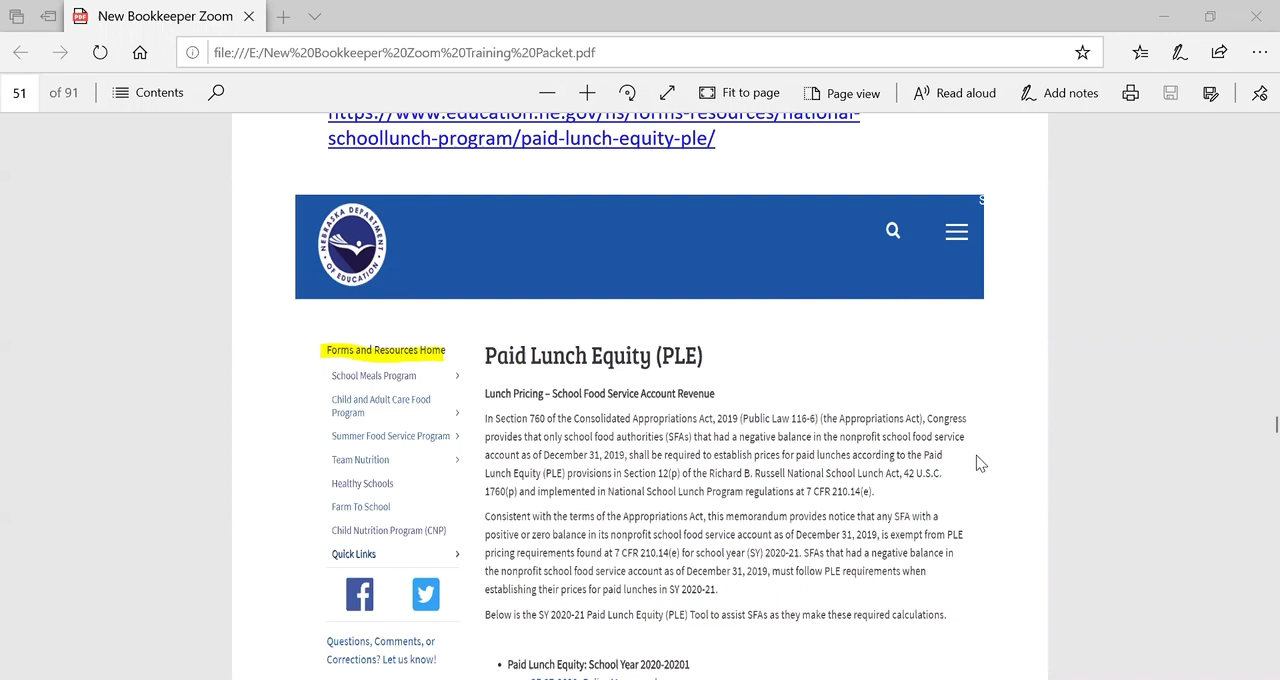 New Bookkeeper Zoom
file:///E:/New%20Bookkeeper%20Zoom%20Training%20Packet.pdf
51 of 91 Contents Fit to page Page view Read aloud Add notes
https://www.education.ne.gov/ns/forms-resources/national-
schoollunch-program/paid-lunch-equity-ple/
NEBRASKA DEPARTMENT OF EDUCATION
S
Forms and Resources Home
School Meals Program
Child and Adult Care Food
Program
Summer Food Service Program
Team Nutrition
Healthy Schools
Farm To School
Child Nutrition Program (CNP)
Quick Links
Questions, Comments, or
Corrections? Let us know!
Paid Lunch Equity (PLE)
Lunch Pricing – School Food Service Account Revenue
In Section 760 of the Consolidated Appropriations Act, 2019 (Public Law 116-6) (the Appropriations Act), Congress
provides that only school food authorities (SFAs) that had a negative balance in the nonprofit school food service
account as of December 31, 2019, shall be required to establish prices for paid lunches according to the Paid
Lunch Equity (PLE) provisions in Section 12(p) of the Richard B. Russell National School Lunch Act, 42 U.S.C.
1760(p) and implemented in National School Lunch Program regulations at 7 CFR 210.14(e).
Consistent with the terms of the Appropriations Act, this memorandum provides notice that any SFA with a
positive or zero balance in its nonprofit school food service account as of December 31, 2019, is exempt from PLE
pricing requirements found at 7 CFR 210.14(e) for school year (SY) 2020-21. SFAs that had a negative balance in
the nonprofit school food service account as of December 31, 2019, must follow PLE requirements when
establishing their prices for paid lunches in SY 2020-21.
Below is the SY 2020-21 Paid Lunch Equity (PLE) Tool to assist SFAs as they make these required calculations.
• Paid Lunch Equity: School Year 2020-20201